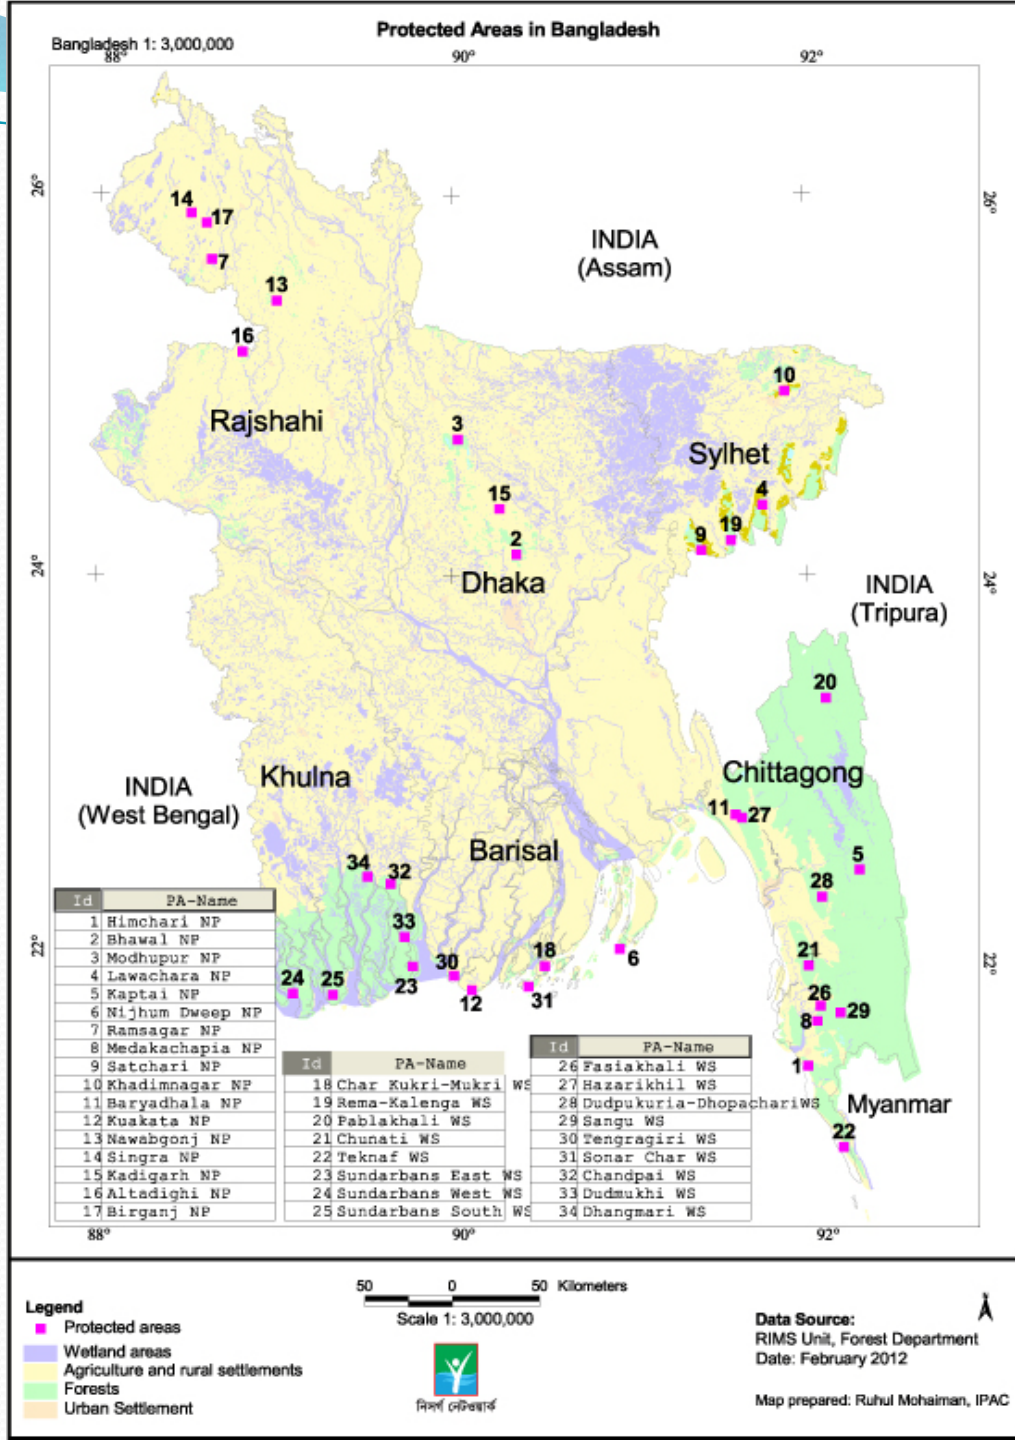 Protected Areas in Bangladesh
Bangladesh 1: 3,000,000
88° 90° 92°
26° 26°
14
17
7
13
16
INDIA
(Assam)
10
Rajshahi
3
Sylhet
15
4
19
9
2
Dhaka
24° 24°
INDIA
(Tripura)
20
Khulna
Chittagong
INDIA
(West Bengal)
11 27
Barisal
5
34 32
28
33
22° 22°
18
6
21
24 25 23 30
12 31
26
8 29
1
Myanmar
22
Id PA-Name
1 Himchari NP
2 Bhawal NP
3 Modhupur NP
4 Lawachara NP
5 Kaptai NP
6 Nijhum Dweep NP
7 Ramsagar NP
8 Medakachapia NP
9 Satchari NP
10 Khadimnagar NP
11 Baryadhala NP
12 Kuakata NP
13 Nawabgonj NP
14 Singra NP
15 Kadigarh NP
16 Altadighi NP
17 Birganj NP
Id PA-Name
18 Char Kukri-Mukri WS
19 Rema-Kalenga WS
20 Pablakhali WS
21 Chunati WS
22 Teknaf WS
23 Sundarbans East WS
24 Sundarbans West WS
25 Sundarbans South WS
Id PA-Name
26 Fasiakhali WS
27 Hazarikhil WS
28 Dudpukuria-DhopachariWS
29 Sangu WS
30 Tengragiri WS
31 Sonar Char WS
32 Chandpai WS
33 Dudmukhi WS
34 Dhangmari WS
88° 90° 92°
50 0 50 Kilometers
Scale 1: 3,000,000
Legend
Protected areas
Wetland areas
Agriculture and rural settlements
Forests
Urban Settlement
নিসর্গ নেটওয়ার্ক
Data Source:
RIMS Unit, Forest Department
Date: February 2012
Map prepared: Ruhul Mohaiman, IPAC